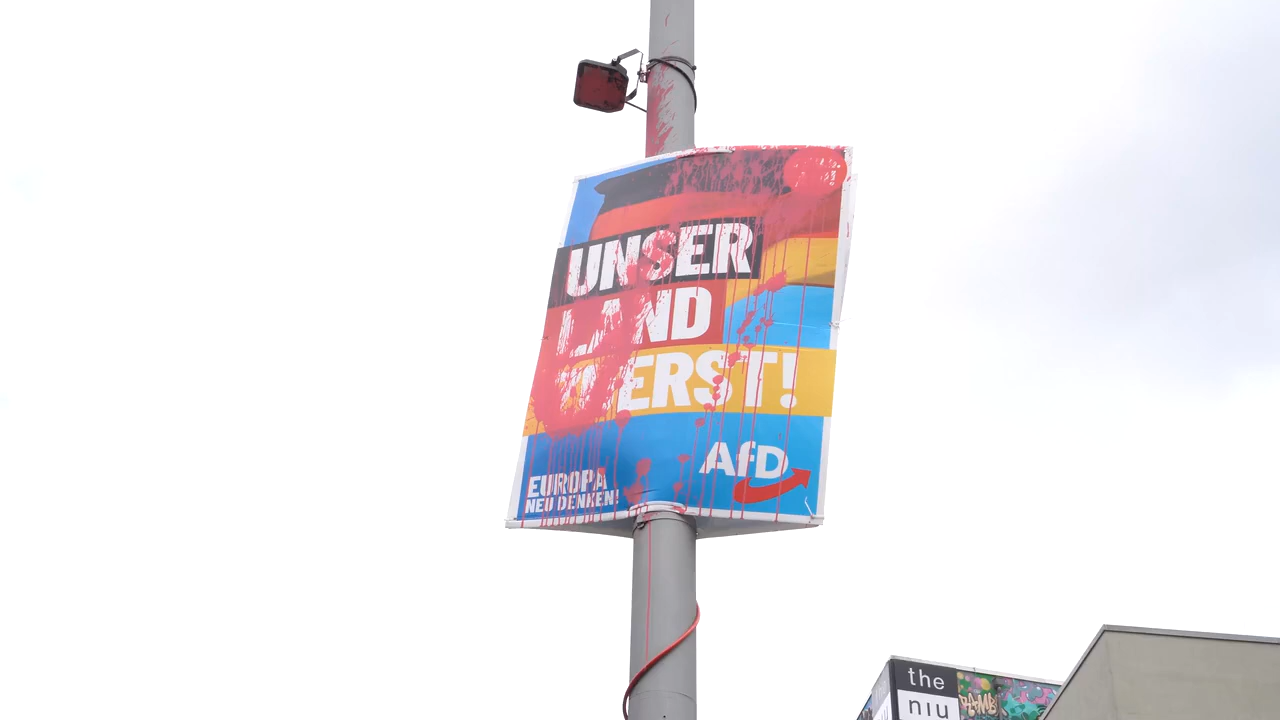 UNSER
LAND
ZUERST!
AfD
EUROPA
NEU DENKEN!
the
niu